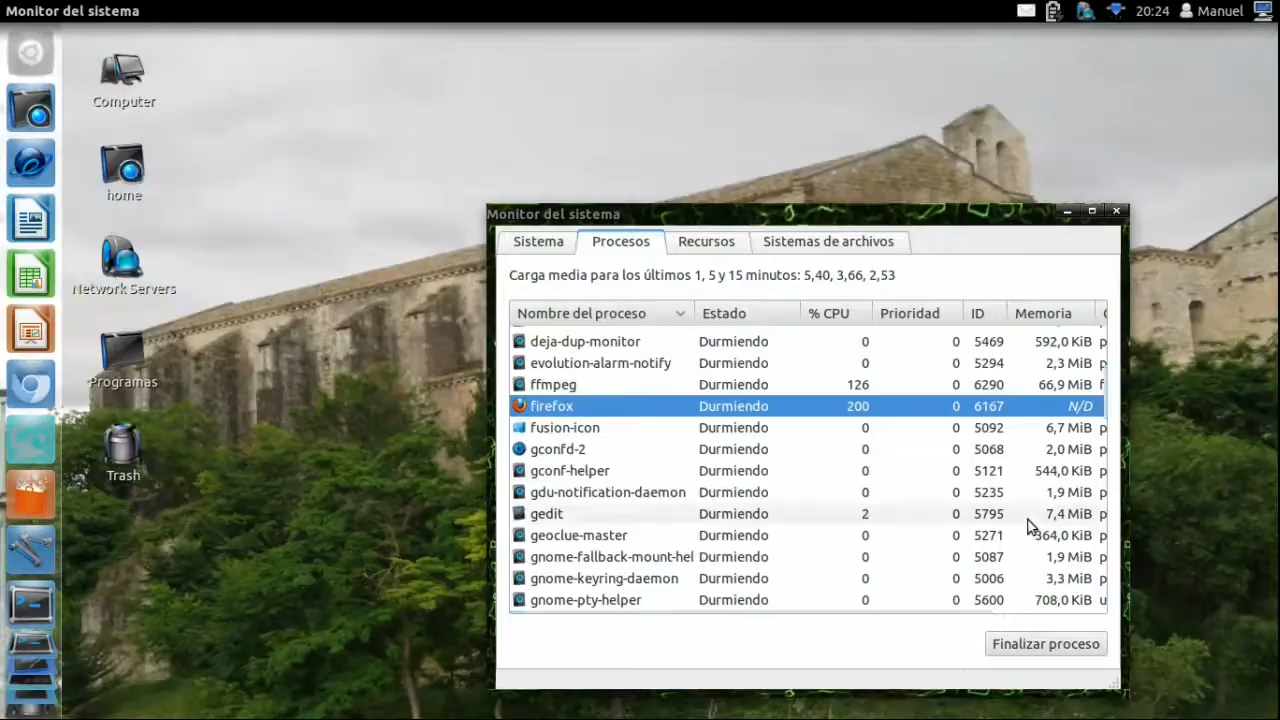 Monitor del sistema
20:24 Manuel
Computer
home
Network Servers
Programas
Trash
Monitor del sistema
Sistema Procesos Recursos Sistemas de archivos
Carga media para los últimos 1, 5 y 15 minutos: 5,40, 3,66, 2,53
Nombre del proceso Estado % CPU Prioridad ID Memoria
deja-dup-monitor Durmiendo 0 0 5469 592,0 KiB p
evolution-alarm-notify Durmiendo 0 0 5294 2,3 MiB p
ffmpeg Durmiendo 126 0 6290 66,9 MiB f
firefox Durmiendo 200 0 6167 N/D
fusion-icon Durmiendo 0 0 5092 6,7 MiB p
gconfd-2 Durmiendo 0 0 5068 2,0 MiB p
gconf-helper Durmiendo 0 0 5121 544,0 KiB p
gdu-notification-daemon Durmiendo 0 0 5235 1,9 MiB p
gedit Durmiendo 2 0 5795 7,4 MiB p
geoclue-master Durmiendo 0 0 5271 364,0 KiB p
gnome-fallback-mount-hel Durmiendo 0 0 5087 1,9 MiB p
gnome-keyring-daemon Durmiendo 0 0 5006 3,3 MiB p
gnome-pty-helper Durmiendo 0 0 5600 708,0 KiB u
Finalizar proceso